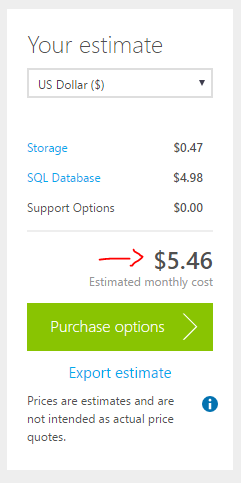 Your estimate
US Dollar ($)
Storage $0.47
SQL Database $4.98
Support Options $0.00
$5.46
Estimated monthly cost
Purchase options
Export estimate
Prices are estimates and are
not intended as actual price
quotes.